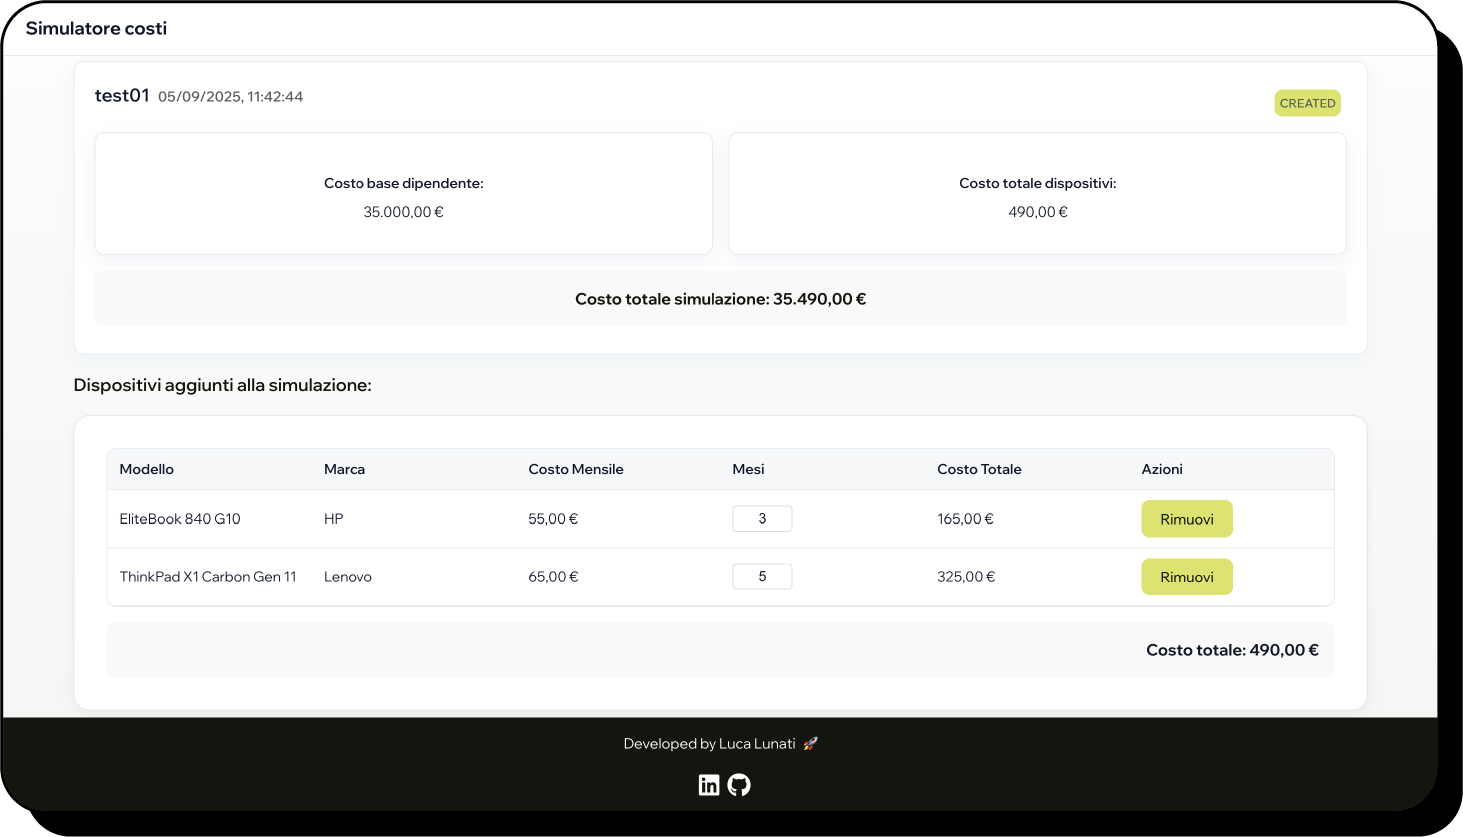 Simulatore costi
test01 05/09/2025, 11:42:44
CREATED
Costo base dipendente:
35.000,00 €
Costo totale dispositivi:
490,00 €
Costo totale simulazione: 35.490,00 €
Dispositivi aggiunti alla simulazione:
Modello Marca Costo Mensile Mesi Costo Totale Azioni
EliteBook 840 G10 HP 55,00 € 3 165,00 € Rimuovi
ThinkPad X1 Carbon Gen 11 Lenovo 65,00 € 5 325,00 € Rimuovi
Costo totale: 490,00 €
Developed by Luca Lunati 🚀
in